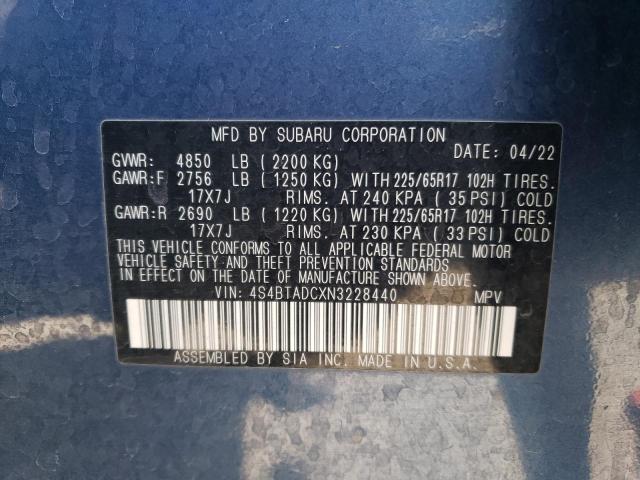 MFD BY SUBARU CORPORATION
DATE: 04/22
GVWR: 4850 LB (2200 KG)
GAWR:F 2756 LB (1250 KG) WITH 225/65R17 102H TIRES.
17X7J RIMS. AT 240 KPA (35 PSI) COLD
GAWR:R 2690 LB (1220 KG) WITH 225/65R17 102H TIRES.
17X7J RIMS. AT 230 KPA (33 PSI) COLD
THIS VEHICLE CONFORMS TO ALL APPLICABLE FEDERAL MOTOR
VEHICLE SAFETY AND THEFT PREVENTION STANDARDS
IN EFFECT ON THE DATE OF MANUFACTURE SHOWN ABOVE.
VIN: 4S4BTADCXN3228440 MPV
ASSEMBLED BY SIA INC. MADE IN U.S.A.